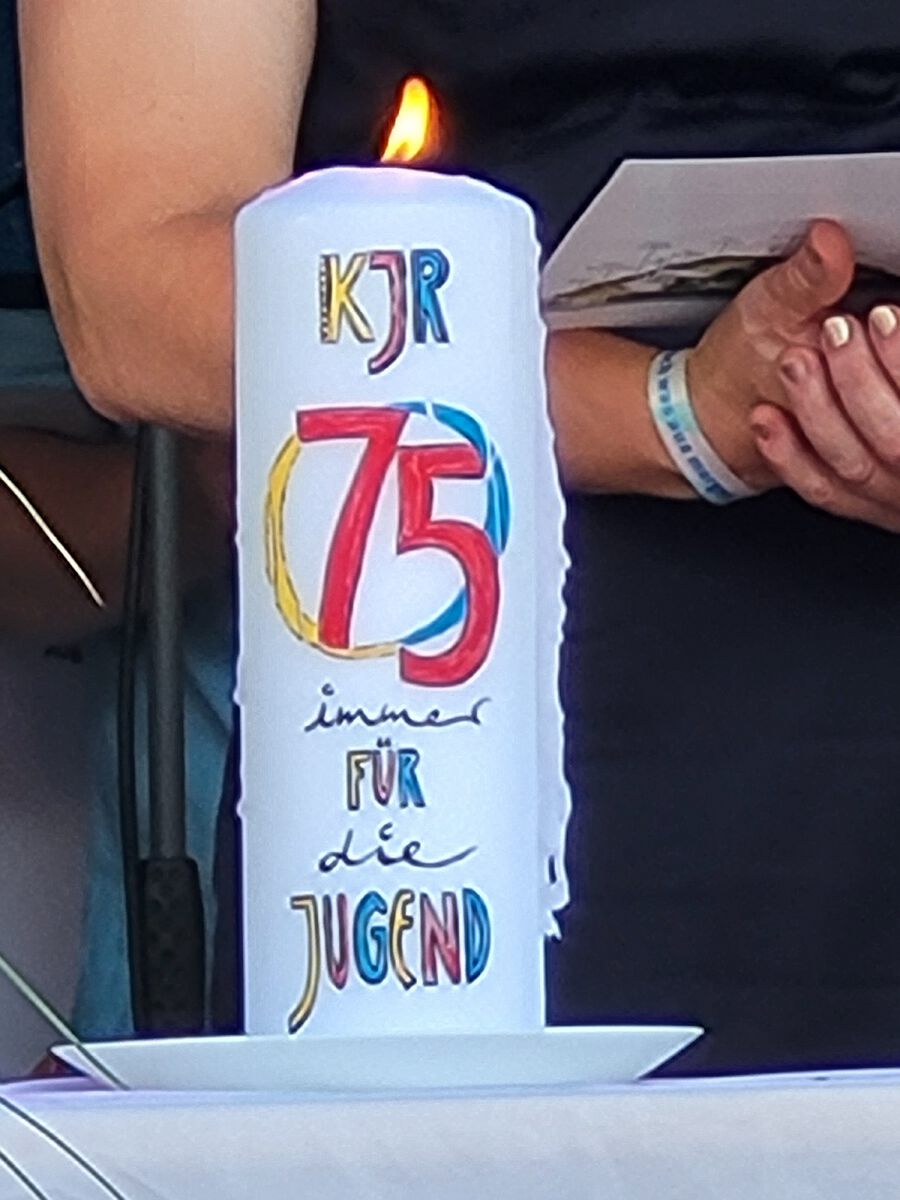 KJR
75
immer
FÜR
die
JUGEND